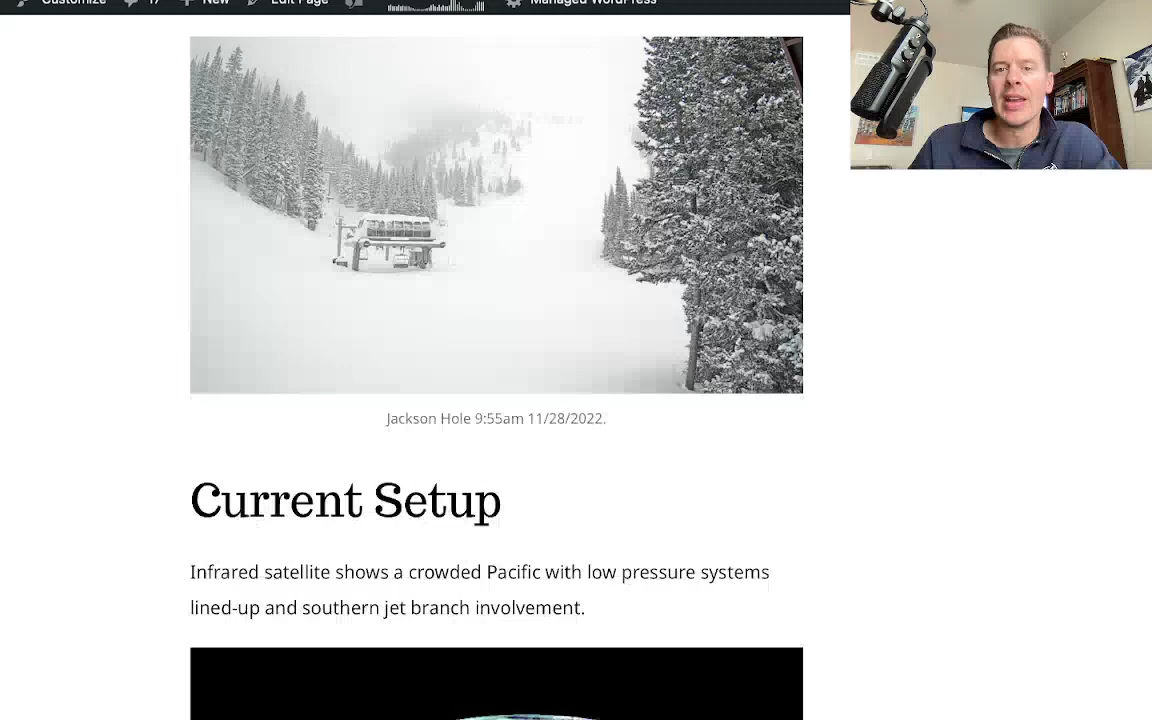 Customize 17 New Edit Page Managed WordPress
Jackson Hole 9:55am 11/28/2022.
Current Setup
Infrared satellite shows a crowded Pacific with low pressure systems
lined-up and southern jet branch involvement.